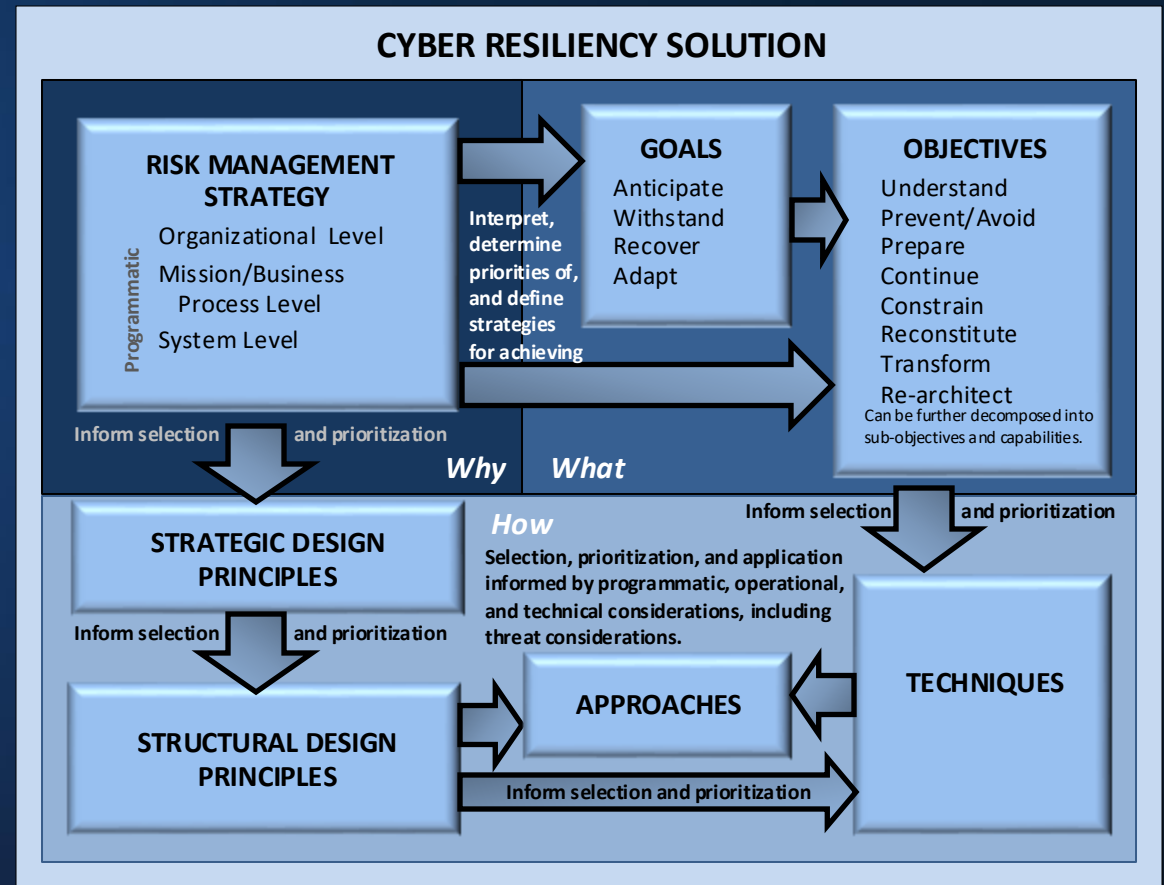 CYBER RESILIENCY SOLUTION
RISK MANAGEMENT
STRATEGY
Programmatic
Organizational Level
Mission/Business
Process Level
System Level
Interpret,
determine
priorities of,
and define
strategies
for achieving
GOALS
Anticipate
Withstand
Recover
Adapt
OBJECTIVES
Understand
Prevent/Avoid
Prepare
Continue
Constrain
Reconstitute
Transform
Re-architect
Can be further decomposed into
sub-objectives and capabilities.
Inform selection and prioritization
Why What
STRATEGIC DESIGN
PRINCIPLES
How
Selection, prioritization, and application
informed by programmatic, operational,
and technical considerations, including
threat considerations.
Inform selection and prioritization
Inform selection and prioritization
STRUCTURAL DESIGN
PRINCIPLES
APPROACHES
TECHNIQUES
Inform selection and prioritization